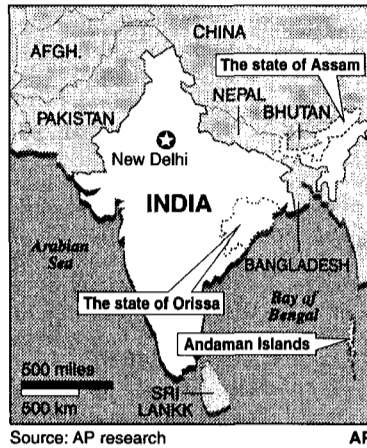 CHINA
AFGH.
The state of Assam
NEPAL
BHUTAN
PAKISTAN
New Delhi
INDIA
Arabian
Sea
BANGLADESH
The state of Orissa
Bay of
Bengal
Andaman Islands
500 miles
500 km
SRI
LANKK
Source: AP research
AP